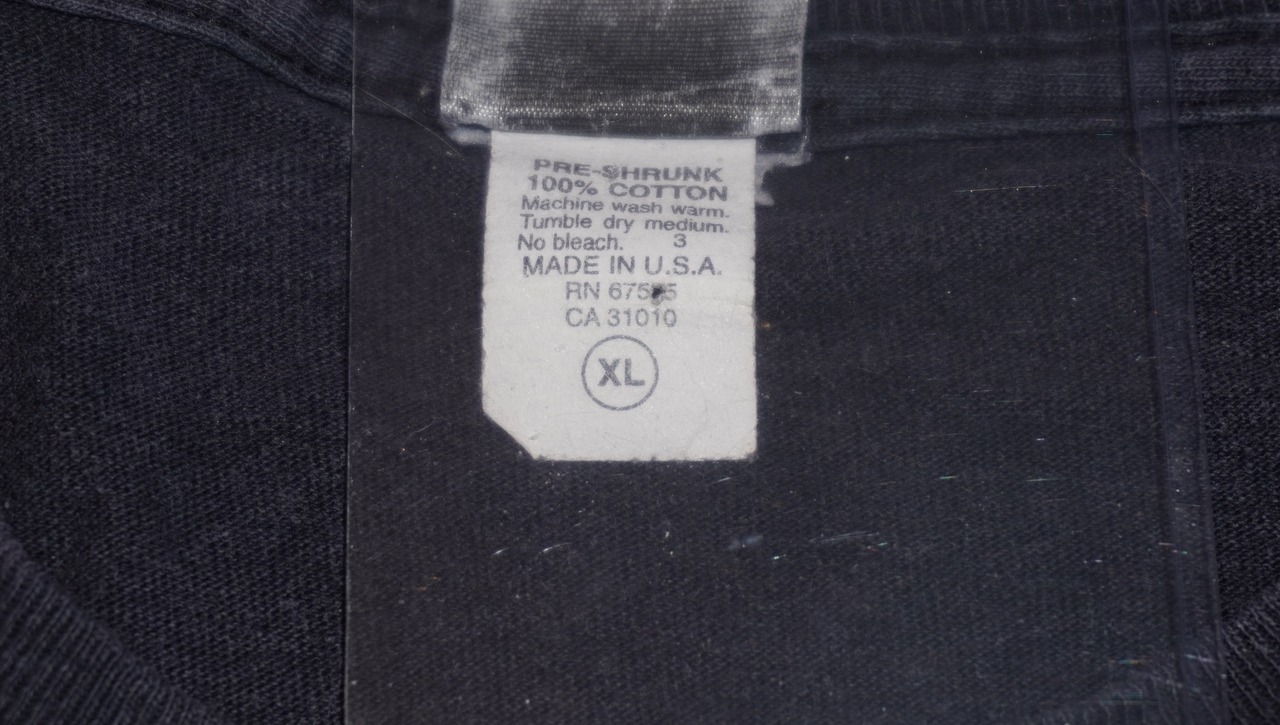 PRE-SHRUNK
100% COTTON
Machine wash warm.
Tumble dry medium.
No bleach. 3
MADE IN U.S.A.
RN
CA 31010
XL